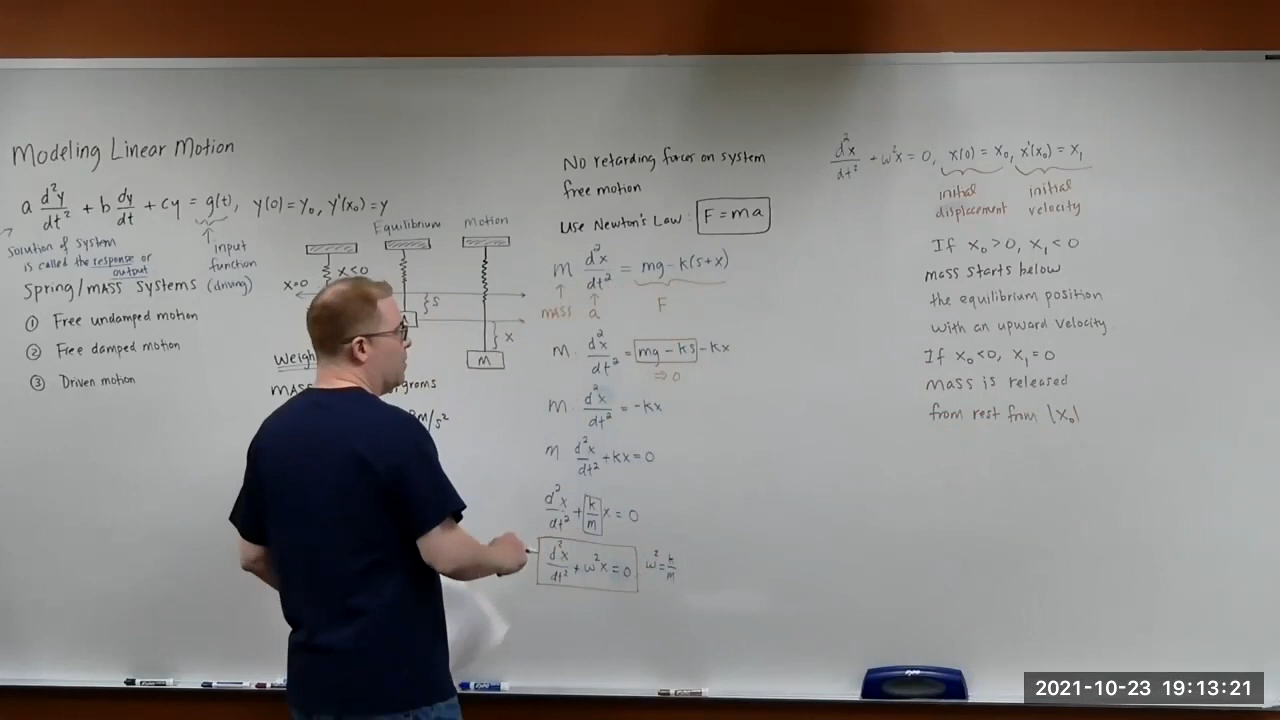 Modeling Linear Motion
a d²y/dt² + b dy/dt + cy = g(t), y(0) = y₀, y'(x₀) = y
solution of system
is called the response or
output
↑ input
function
(driving)
Spring/mass systems
① Free undamped motion
② Free damped motion
③ Driven motion
Equilibrium
Motion
x=0
x<0
s
x
M
Weigh
mass
grams
m/s²
No retarding forces on system
free motion
Use Newton's Law: F = ma
m d²x/dt² = mg - k(s+x)
↑ ↑
mass a F
m. d²x/dt² = mg - ks - kx
⇒ 0
m. d²x/dt² = -kx
m d²x/dt² + kx = 0
d²x/dt² + k/m x = 0
d²x/dt² + ω²x = 0 ω² = k/m
d²x/dt² + ω²x = 0, x(0) = x₀, x'(x₀) = x₁
initial
displacement
initial
velocity
If x₀ > 0, x₁ < 0
mass starts below
the equilibrium position
with an upward velocity
If x₀ < 0, x₁ = 0
mass is released
from rest from |x₀|
2021-10-23 19:13:21